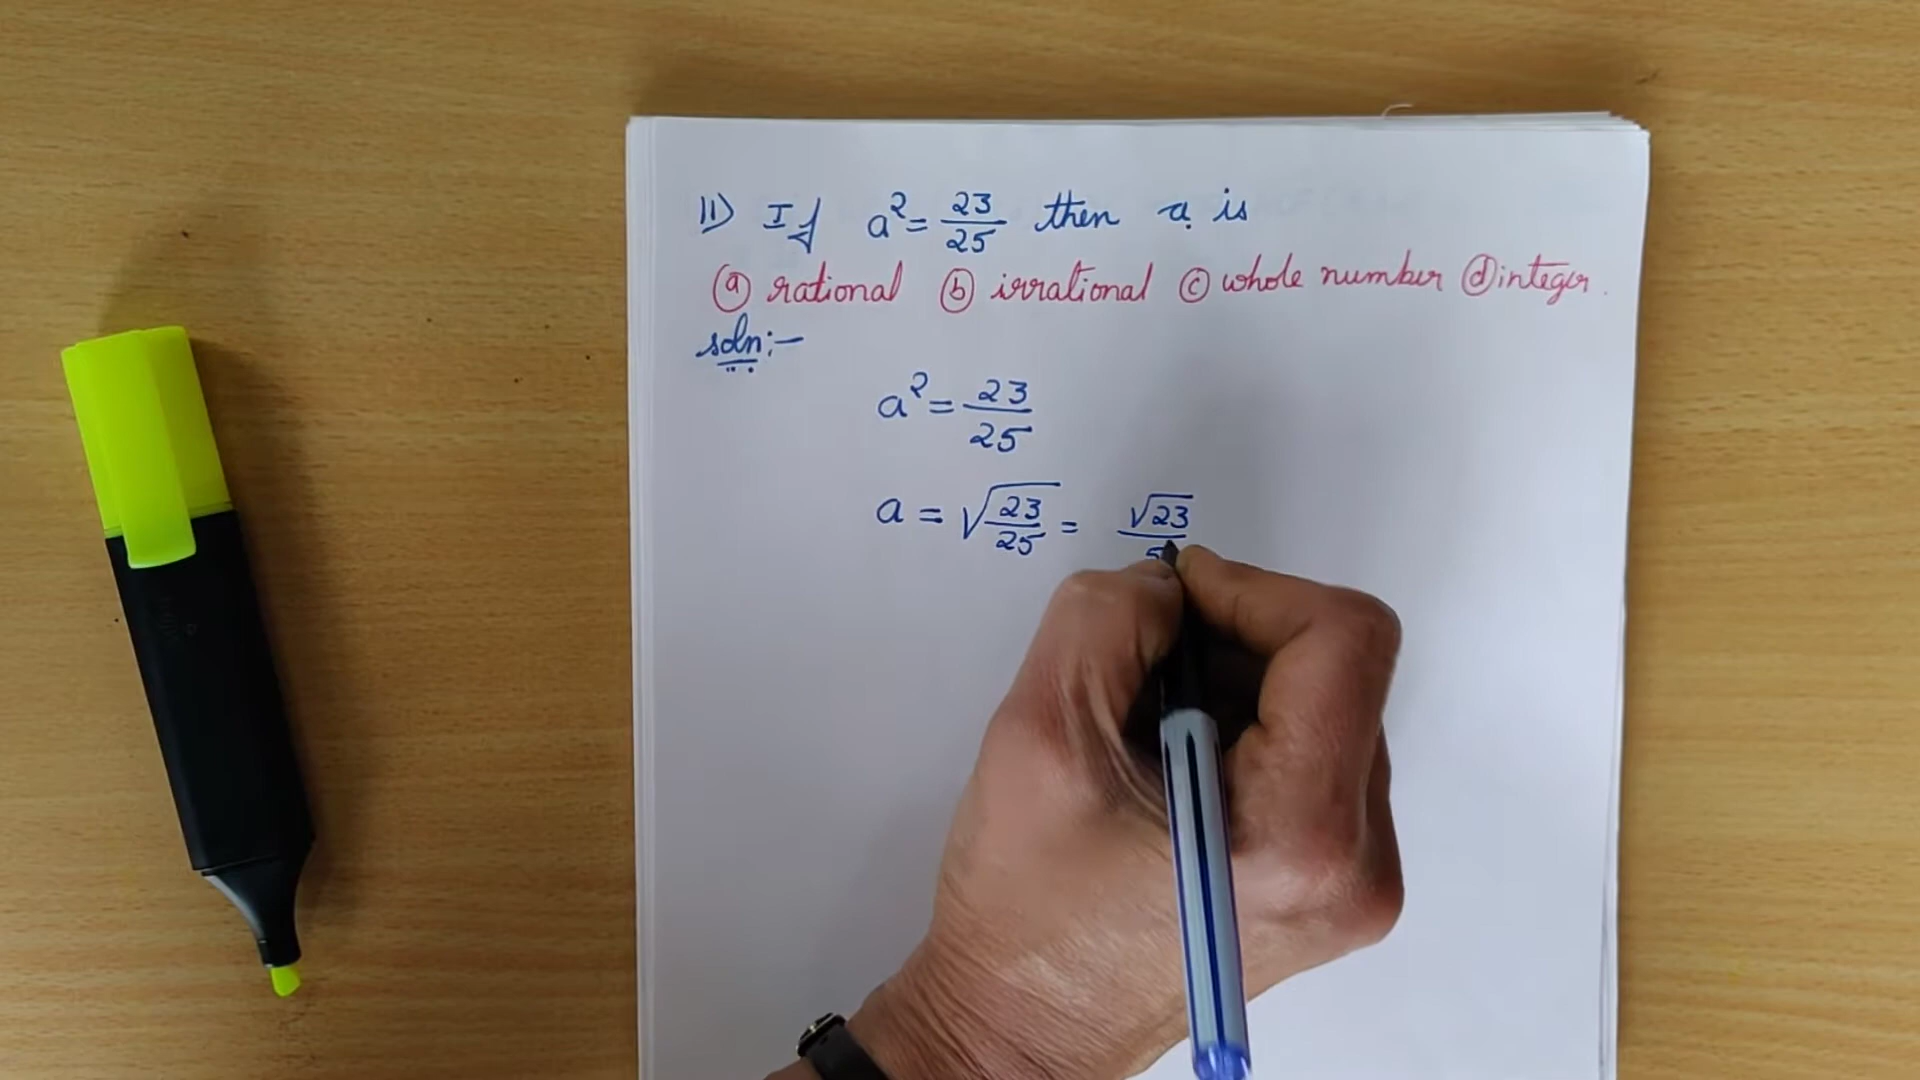 11) If a² = 23/25 then a is
ⓐ rational ⓑ irrational ⓒ whole number ⓓ integer.
soln:-
a² = 23/25
a = √(23/25) = √23/5